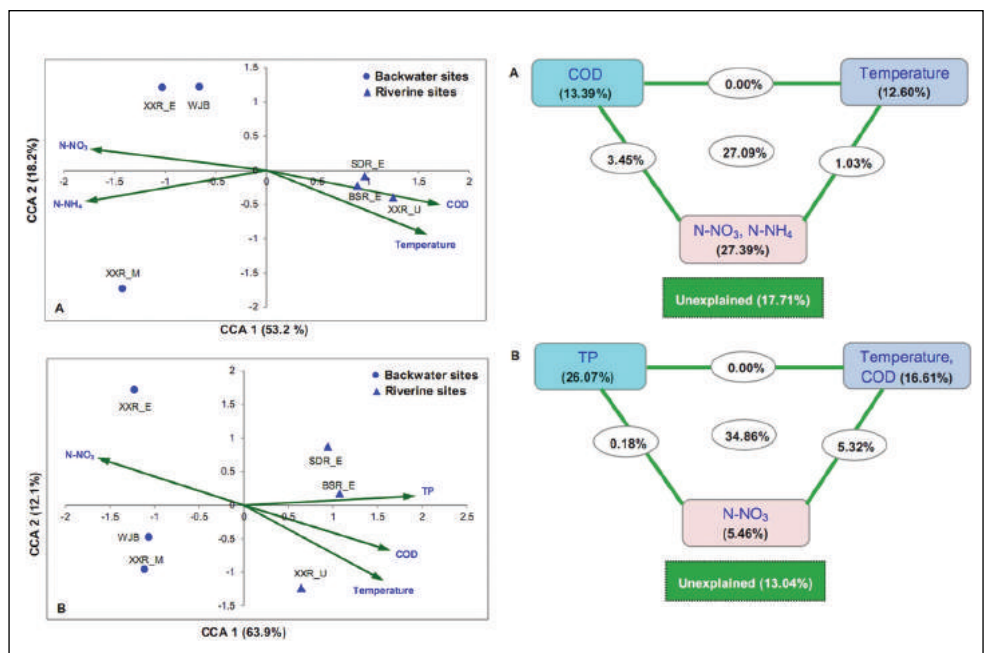 1.5
Backwater sites
Riverine sites
XXR_E
WJB
1
0.5
N-NO₃
SDR_E
0
-2
-1.5
-1
-0.5
0
0.5
1
1.5
2
N-NH₄
BSR_E
XXR_U
COD
-0.5
Temperature
-1
XXR_M
-1.5
-2
A
CCA 2 (18.2%)
CCA 1 (53.2 %)
A
COD
(13.39%)
0.00%
Temperature
(12.60%)
3.45%
27.09%
1.03%
N-NO₃, N-NH₄
(27.39%)
Unexplained (17.71%)
2
Backwater sites
Riverine sites
XXR_E
1.5
1
SDR_E
N-NO₃
0.5
BSR_E
TP
0
-2
-1.5
-1
-0.5
0
0.5
1
1.5
2
2.5
WJB
-0.5
COD
XXR_M
-1
XXR_U
Temperature
-1.5
B
CCA 2 (12.1%)
CCA 1 (63.9%)
B
TP
(26.07%)
0.00%
Temperature,
COD (16.61%)
0.18%
34.86%
5.32%
N-NO₃
(5.46%)
Unexplained (13.04%)